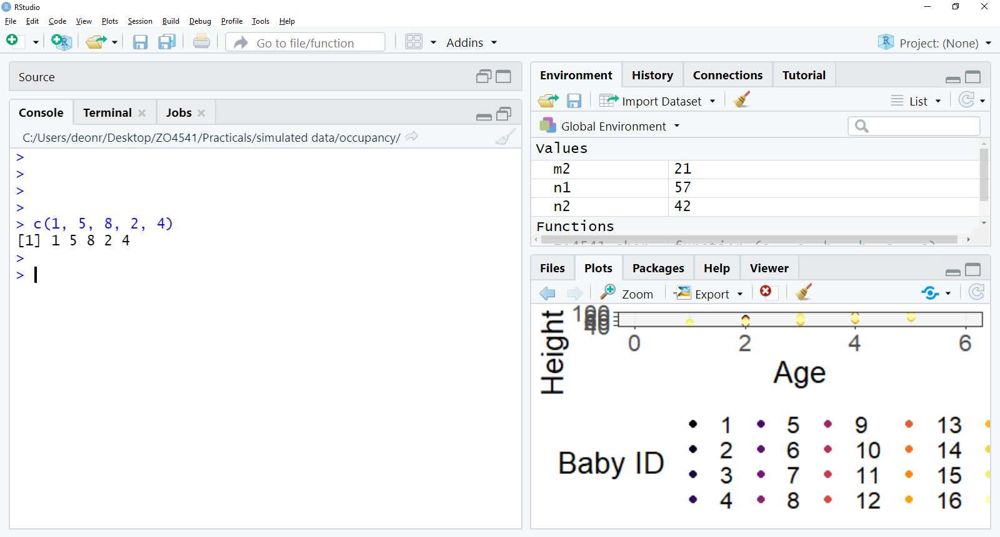 RStudio
File Edit Code View Plots Session Build Debug Profile Tools Help
Go to file/function Addins Project: (None)
Source
Console Terminal Jobs
C:/Users/deonr/Desktop/ZO4541/Practicals/simulated data/occupancy/
>
>
>
>
> c(1, 5, 8, 2, 4)
[1] 1 5 8 2 4
>
>
Environment History Connections Tutorial
Import Dataset List
Global Environment
Values
m2 21
n1 57
n2 42
Functions
Files Plots Packages Help Viewer
Zoom Export
Height
100
40
0 2 4 6
Age
Baby ID
1 5 9 13
2 6 10 14
3 7 11 15
4 8 12 16